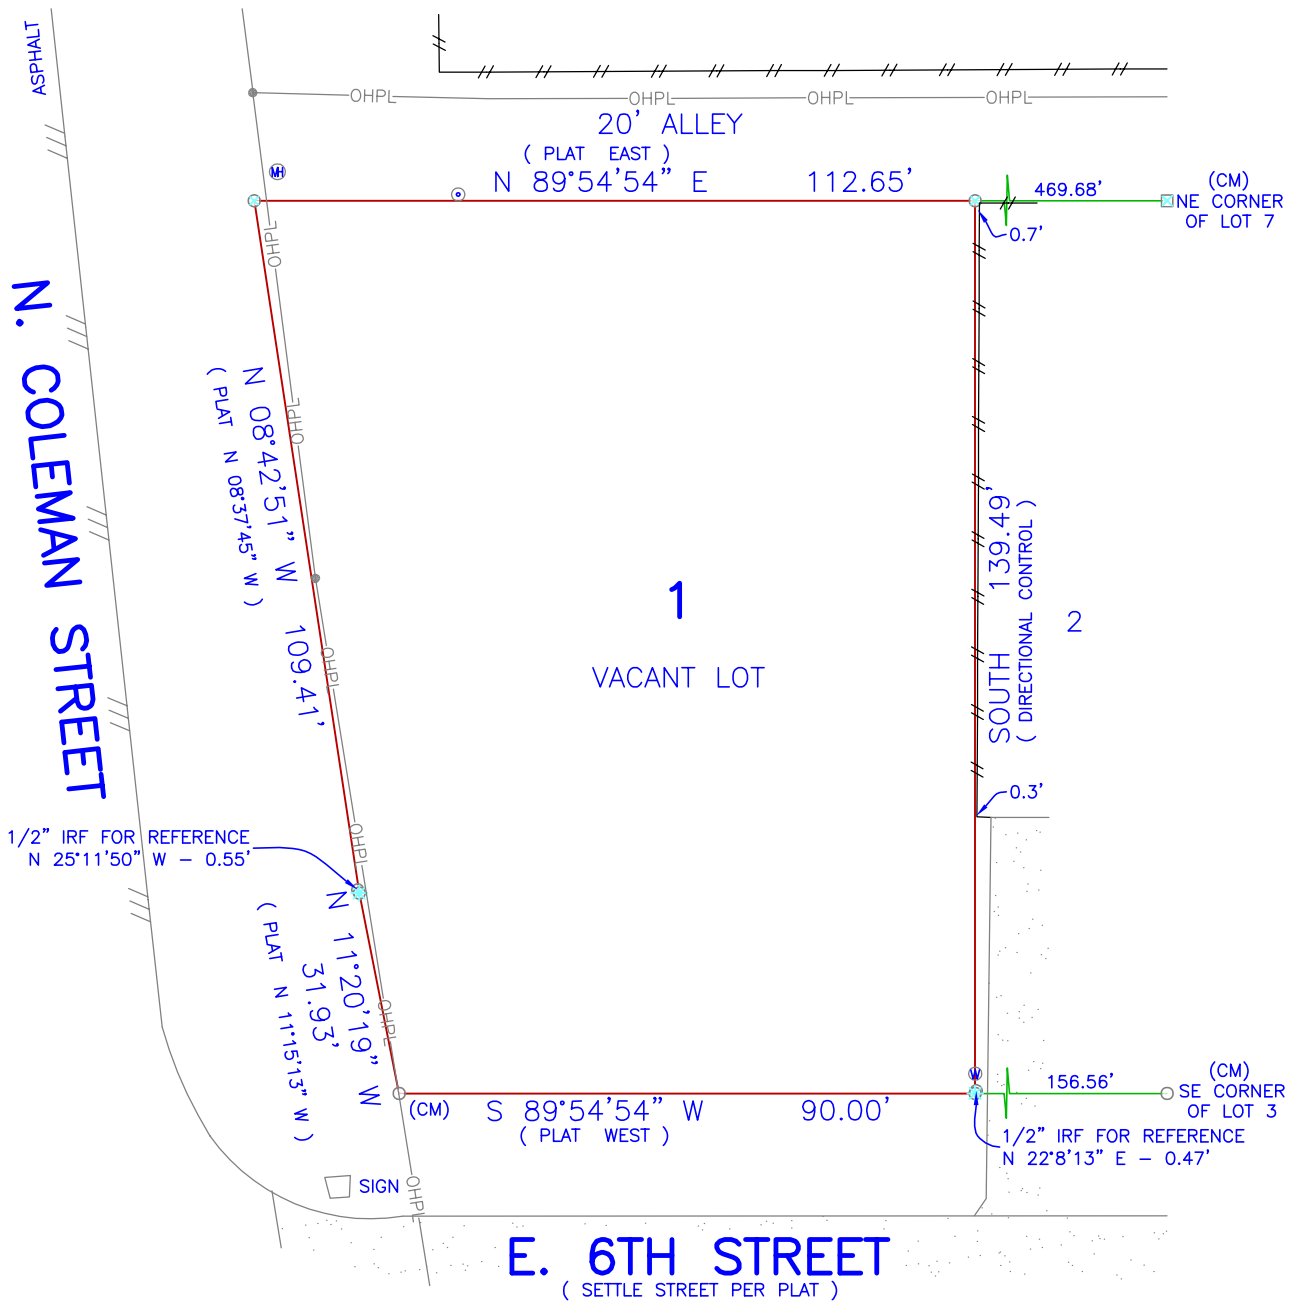 ASPHALT
OHPL
OHPL
OHPL
OHPL
20' ALLEY
( PLAT EAST )
N 89°54'54" E 112.65'
MH
469.68'
(CM)
NE CORNER
OF LOT 7
0.7'
OHPL
N. COLEMAN STREET
OHPL
N 08°42'51" W 109.41'
( PLAT N 08°37'45" W )
1
VACANT LOT
SOUTH 139.49'
( DIRECTIONAL CONTROL )
2
OHPL
0.3'
1/2" IRF FOR REFERENCE
N 25°11'50" W - 0.55'
OHPL
N 11°20'19" W
31.93'
( PLAT N 11°15'13" W )
OHPL
W
156.56'
(CM)
SE CORNER
OF LOT 3
(CM)
S 89°54'54" W 90.00'
( PLAT WEST )
1/2" IRF FOR REFERENCE
N 22°8'13" E - 0.47'
SIGN
OHPL
E. 6TH STREET
( SETTLE STREET PER PLAT )